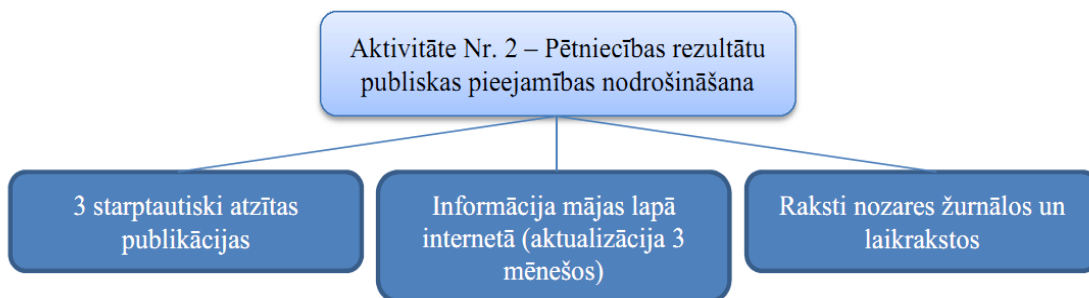 Aktivitāte Nr. 2 – Pētniecības rezultātu
publiskas pieejamības nodrošināšana
3 starptautiski atzītas
publikācijas
Informācija mājas lapā
internetā (aktualizācija 3
mēnešos)
Raksti nozares žurnālos un
laikrakstos